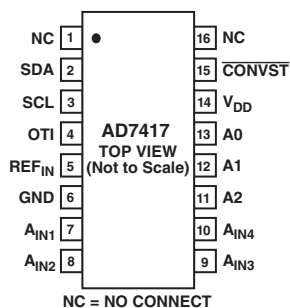 NC 1 16 NC
SDA 2 15 CONVST
SCL 3 14 VDD
OTI 4 AD7417 13 A0
REFIN 5 TOP VIEW (Not to Scale) 12 A1
GND 6 11 A2
AIN1 7 10 AIN4
AIN2 8 9 AIN3
NC = NO CONNECT